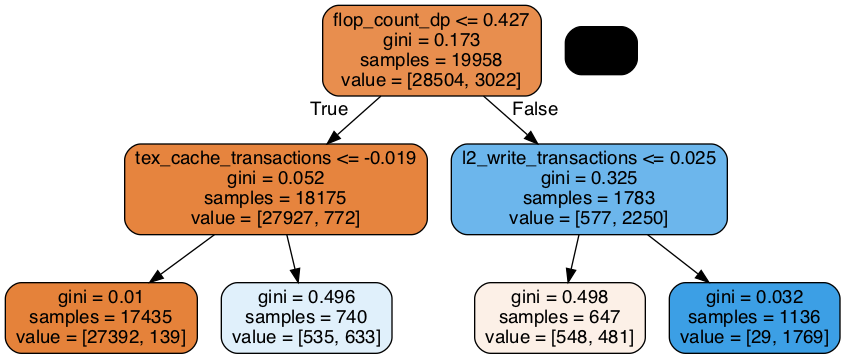 flop_count_dp <= 0.427
gini = 0.173
samples = 19958
value = [28504, 3022]
True
False
tex_cache_transactions <= -0.019
gini = 0.052
samples = 18175
value = [27927, 772]
l2_write_transactions <= 0.025
gini = 0.325
samples = 1783
value = [577, 2250]
gini = 0.01
samples = 17435
value = [27392, 139]
gini = 0.496
samples = 740
value = [535, 633]
gini = 0.498
samples = 647
value = [548, 481]
gini = 0.032
samples = 1136
value = [29, 1769]